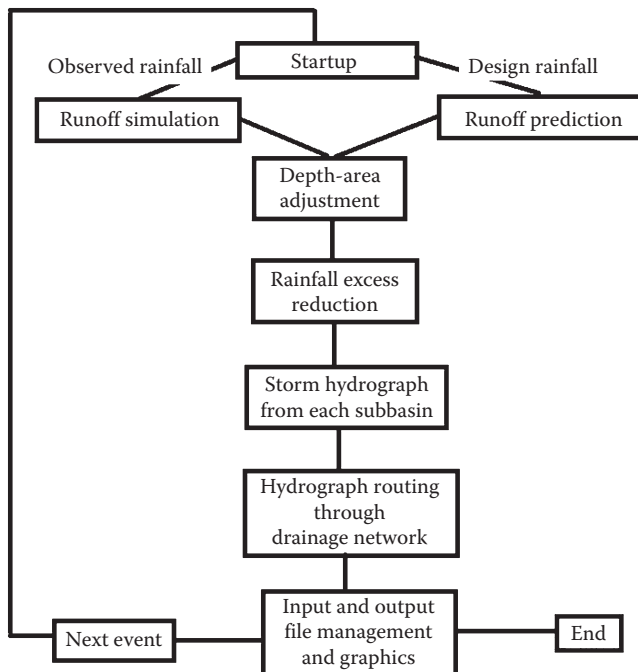 Startup
Observed rainfall
Design rainfall
Runoff simulation
Runoff prediction
Depth-area
adjustment
Rainfall excess
reduction
Storm hydrograph
from each subbasin
Hydrograph routing
through
drainage network
Input and output
file management
and graphics
Next event
End